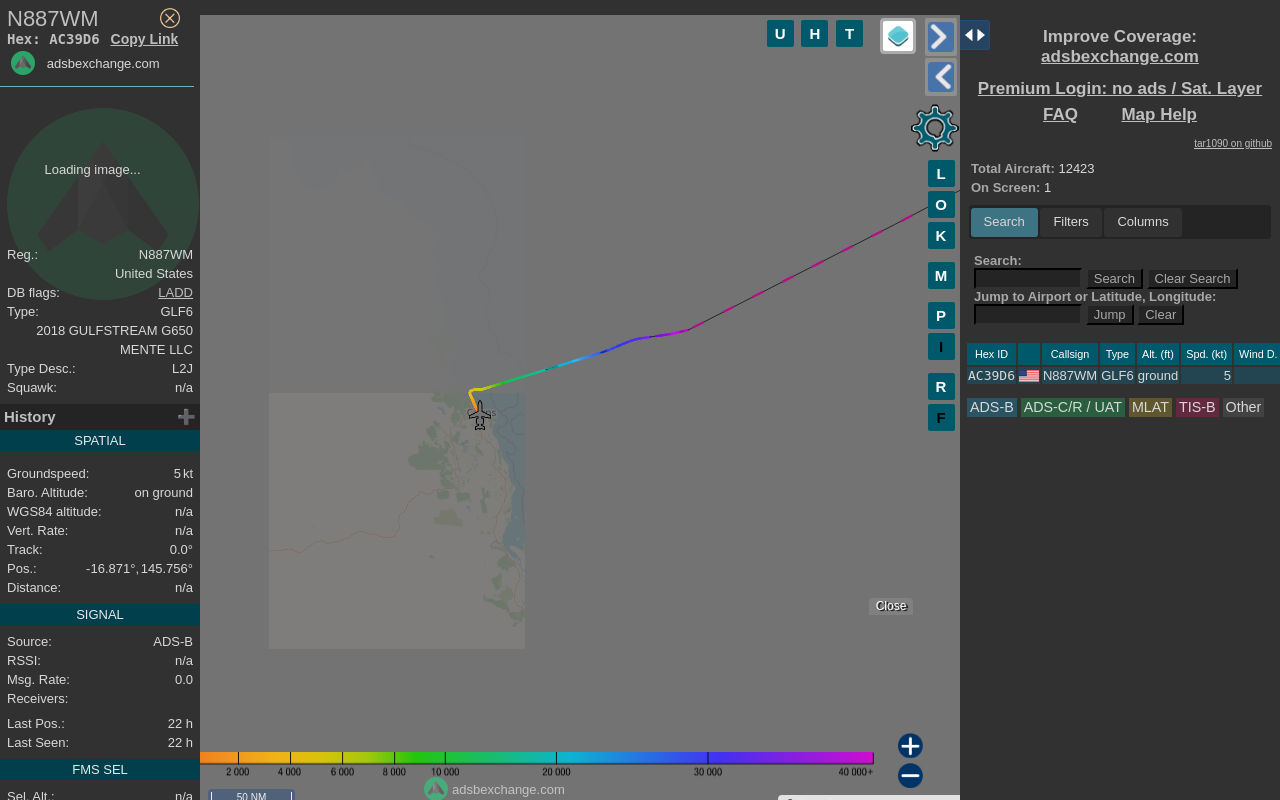 N887WM
Hex: AC39D6 Copy Link
adsbexchange.com
Loading image...
Reg.: N887WM
United States
DB flags: LADD
Type: GLF6
2018 GULFSTREAM G650
MENTE LLC
Type Desc.: L2J
Squawk: n/a
History
SPATIAL
Groundspeed: 5 kt
Baro. Altitude: on ground
WGS84 altitude: n/a
Vert. Rate: n/a
Track: 0.0°
Pos.: -16.871°, 145.756°
Distance: n/a
SIGNAL
Source: ADS-B
RSSI: n/a
Msg. Rate: 0.0
Receivers:
Last Pos.: 22 h
Last Seen: 22 h
FMS SEL
Sel. Alt.: n/a
U H T
L
O
K
M
P
I
R
F
Close
2 000 4 000 6 000 8 000 10 000 20 000 30 000 40 000+
adsbexchange.com
50 NM
Improve Coverage:
adsbexchange.com
Premium Login: no ads / Sat. Layer
FAQ Map Help
tar1090 on github
Total Aircraft: 12423
On Screen: 1
Search Filters Columns
Search:
Search Clear Search
Jump to Airport or Latitude, Longitude:
Jump Clear
Hex ID Callsign Type Alt. (ft) Spd. (kt) Wind D.
AC39D6 N887WM GLF6 ground 5
ADS-B ADS-C/R / UAT MLAT TIS-B Other